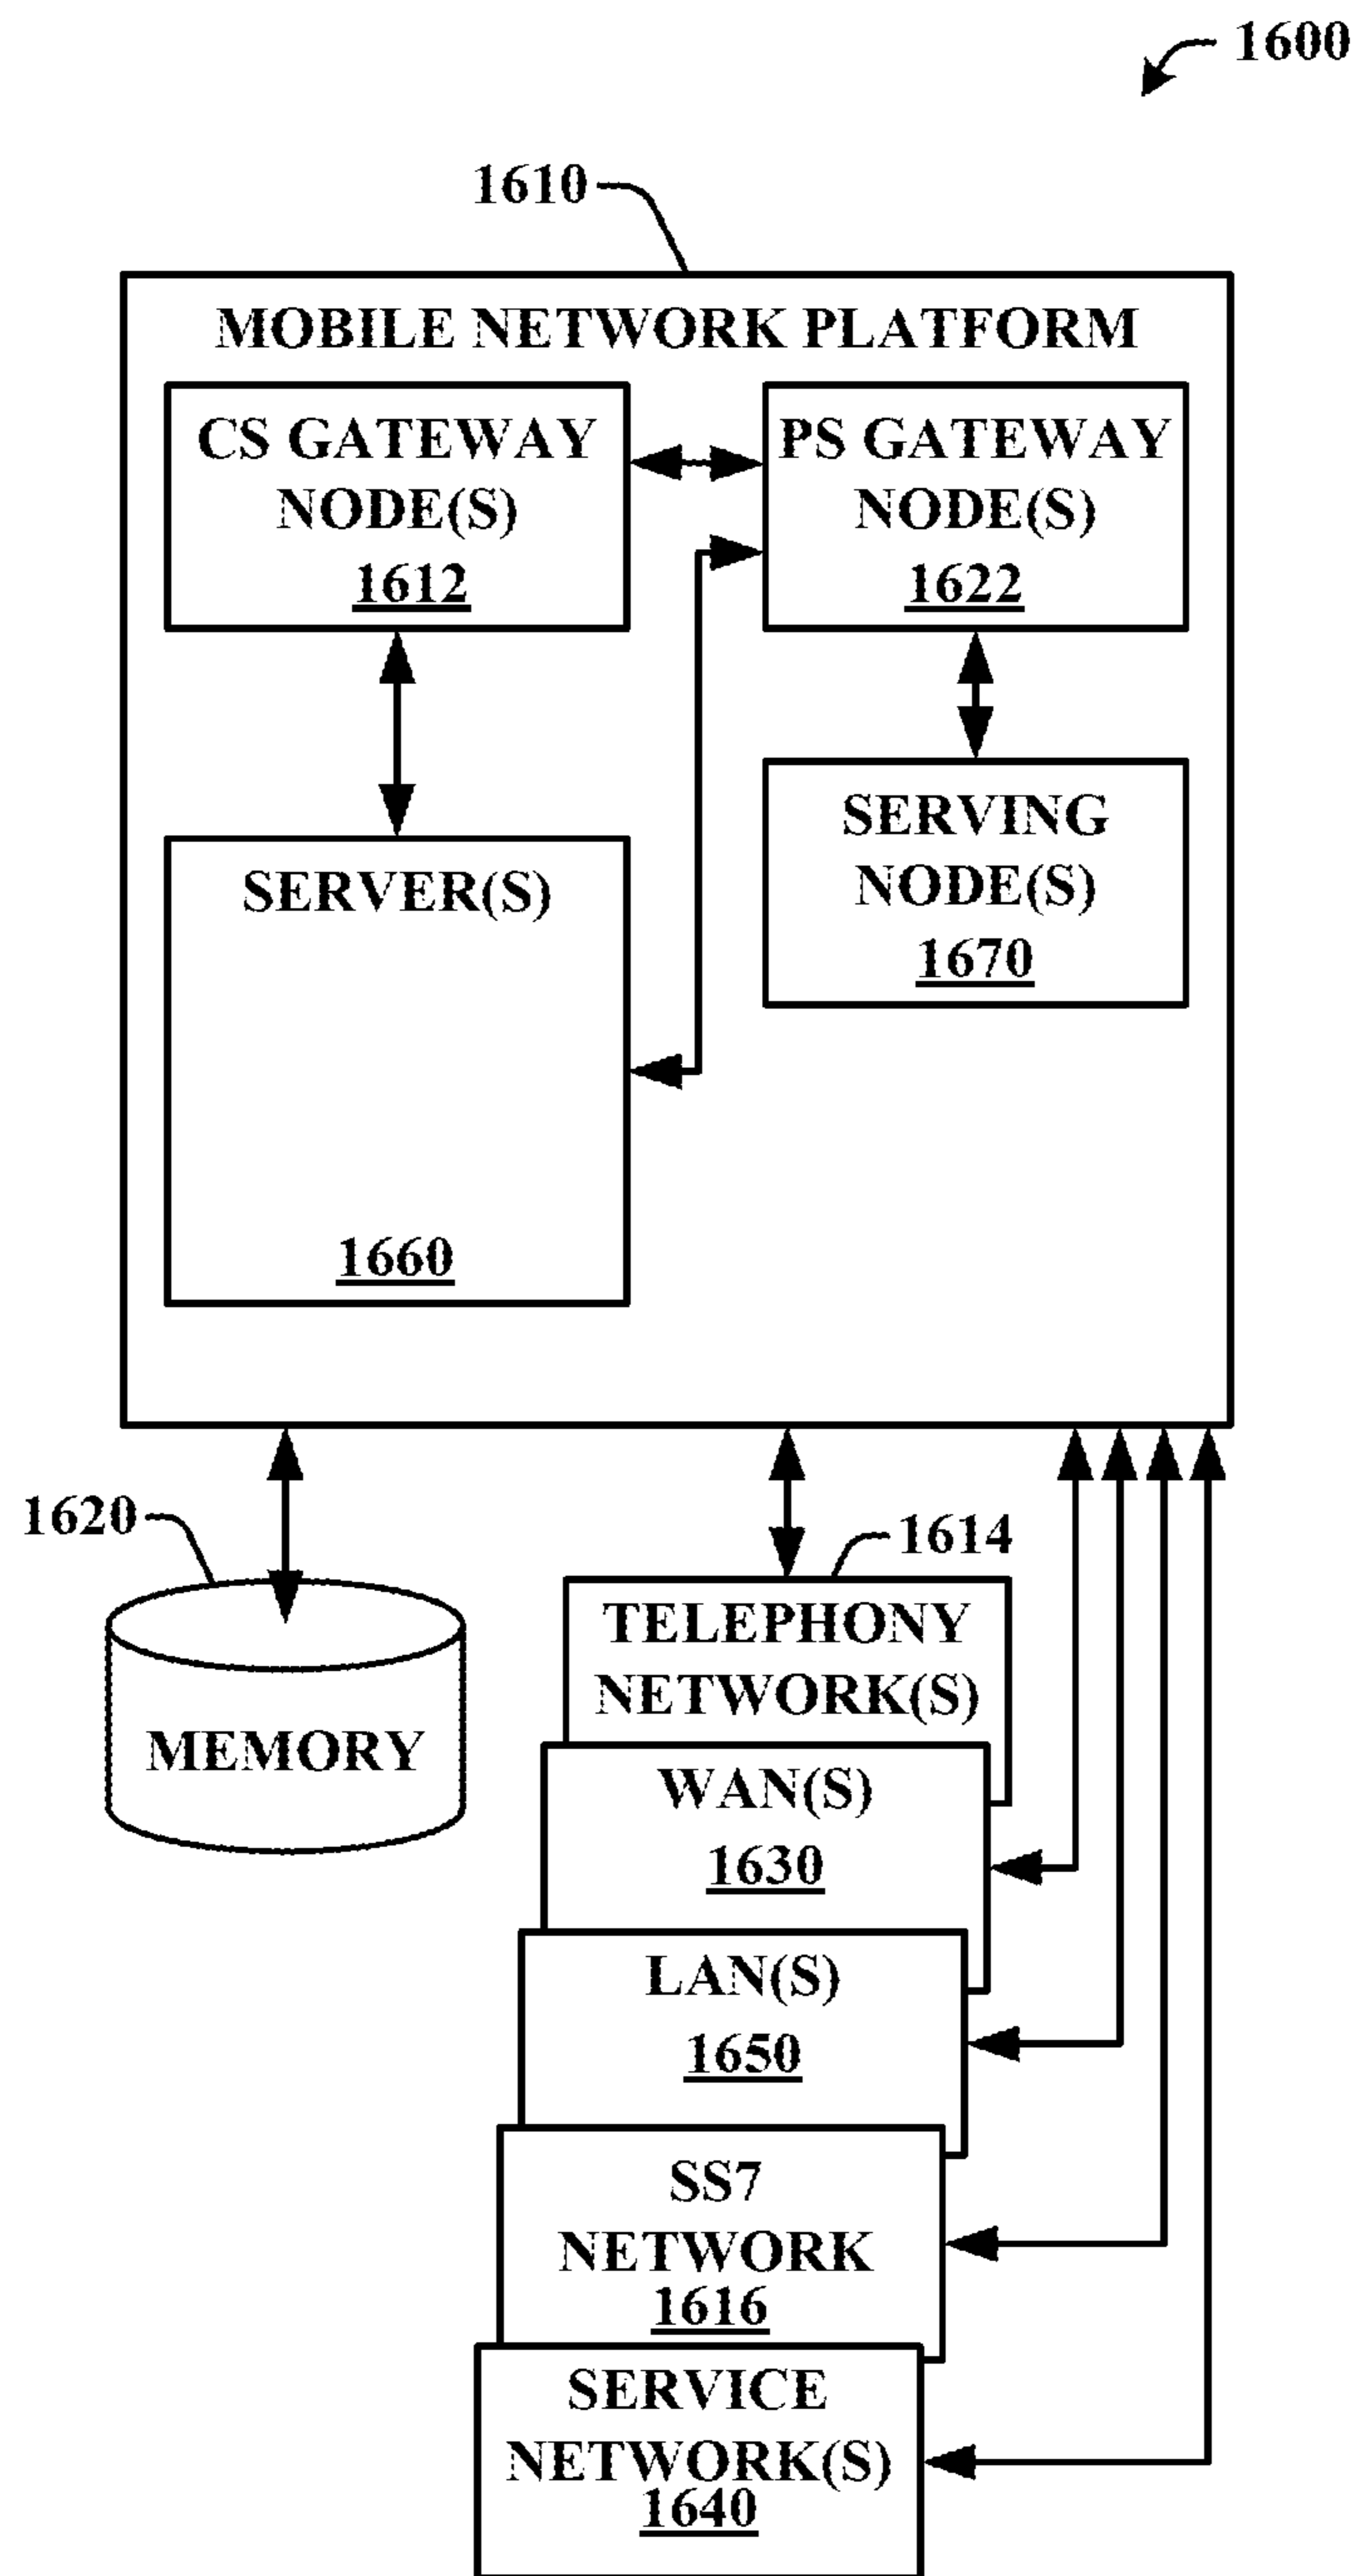 1600
1610
MOBILE NETWORK PLATFORM
CS GATEWAY
NODE(S)
1612
PS GATEWAY
NODE(S)
1622
SERVING
NODE(S)
1670
SERVER(S)
1660
1620
MEMORY
1614
TELEPHONY
NETWORK(S)
WAN(S)
1630
LAN(S)
1650
SS7
NETWORK
1616
SERVICE
NETWORK(S)
1640